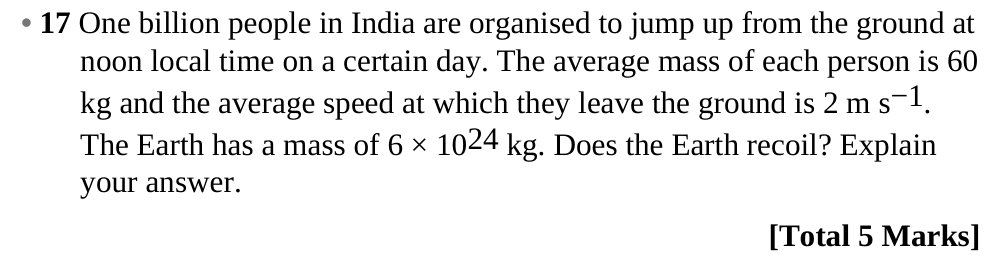 • 17 One billion people in India are organised to jump up from the ground at
noon local time on a certain day. The average mass of each person is 60
kg and the average speed at which they leave the ground is 2 m s⁻¹.
The Earth has a mass of 6 × 10²⁴ kg. Does the Earth recoil? Explain
your answer.
[Total 5 Marks]